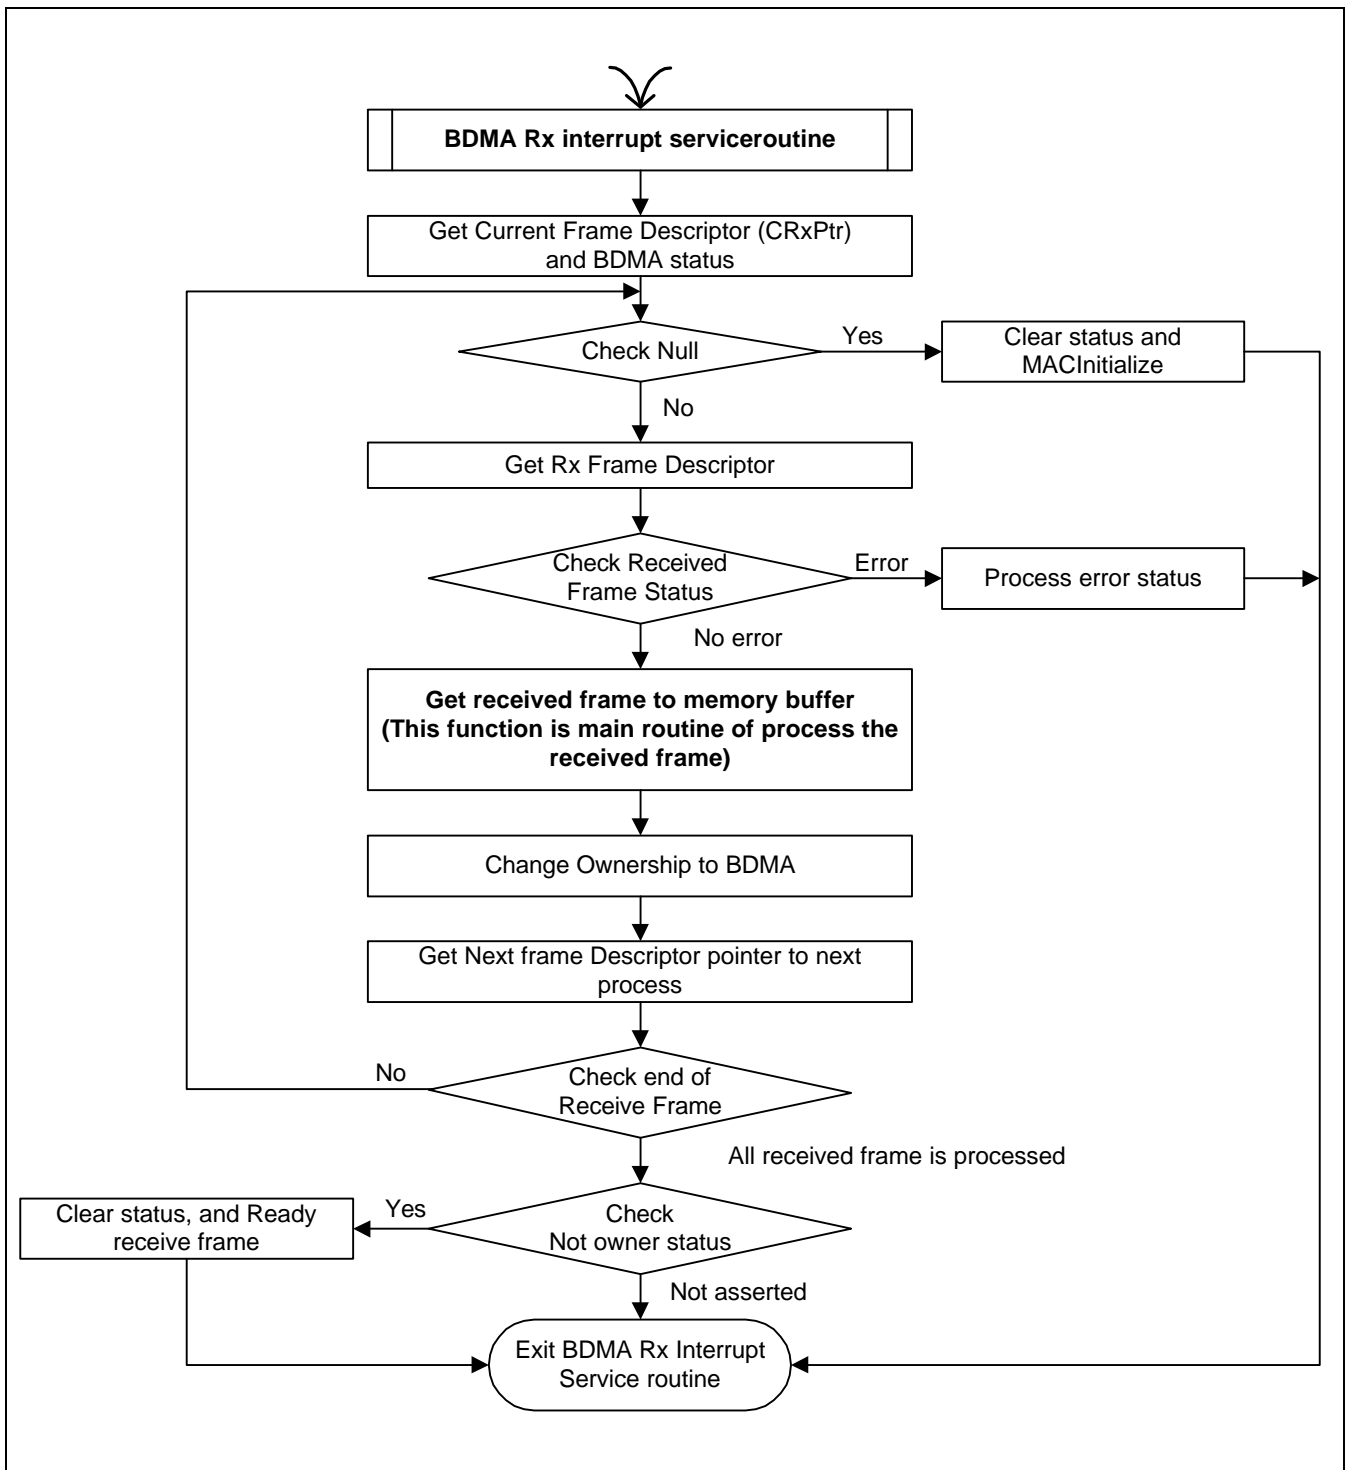 BDMA Rx interrupt serviceroutine
Get Current Frame Descriptor (CRxPtr)
and BDMA status
Check Null
Yes
Clear status and
MACInitialize
No
Get Rx Frame Descriptor
Check Received
Frame Status
Error
Process error status
No error
Get received frame to memory buffer
(This function is main routine of process the
received frame)
Change Ownership to BDMA
Get Next frame Descriptor pointer to next
process
No
Check end of
Receive Frame
All received frame is processed
Clear status, and Ready
receive frame
Yes
Check
Not owner status
Not asserted
Exit BDMA Rx Interrupt
Service routine